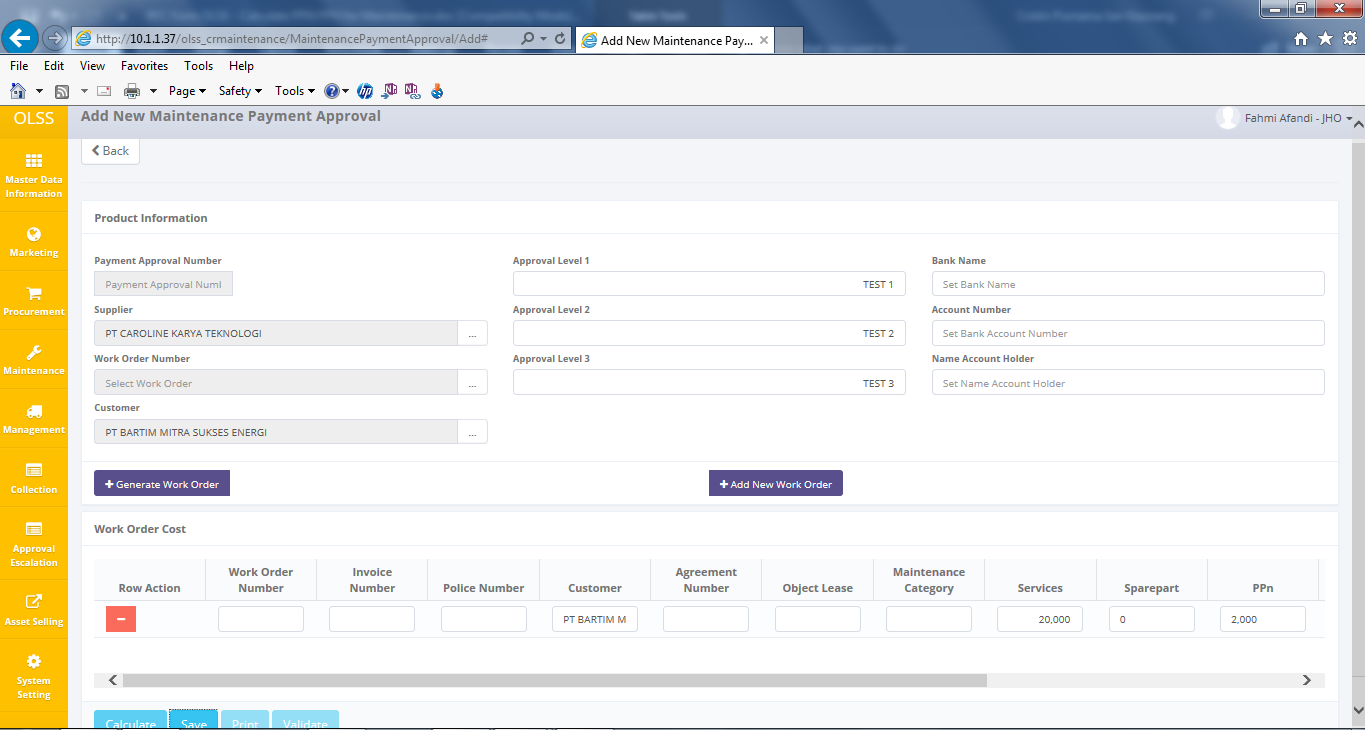 http://10.1.1.37/olss_crmaintenance/MaintenancePaymentApproval/Add#
Add New Maintenance Pay...
File Edit View Favorites Tools Help
Page Safety Tools
OLSS
Add New Maintenance Payment Approval
Fahmi Afandi - JHO
Back
Master Data
Information
Marketing
Procurement
Maintenance
Management
Collection
Approval
Escalation
Asset Selling
System
Setting
Product Information
Payment Approval Number
Payment Approval Numl
Supplier
PT CAROLINE KARYA TEKNOLOGI
...
Work Order Number
Select Work Order
...
Customer
PT BARTIM MITRA SUKSES ENERGI
...
Approval Level 1
TEST 1
Approval Level 2
TEST 2
Approval Level 3
TEST 3
Bank Name
Set Bank Name
Account Number
Set Bank Account Number
Name Account Holder
Set Name Account Holder
+ Generate Work Order
+ Add New Work Order
Work Order Cost
Row Action
Work Order
Number
Invoice
Number
Police Number
Customer
Agreement
Number
Object Lease
Maintenance
Category
Services
Sparepart
PPn
PT BARTIM M
20,000
0
2,000
Calculate Save Print Validate